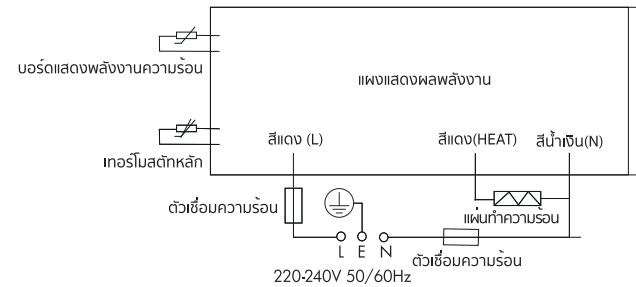 บอร์ดแสดงพลังงานความร้อน
แผงแสดงผลพลังงาน
เทอร์โมสตัทหลัก
สีแดง (L)
สีแดง(HEAT)
สีน้ำเงิน(N)
ตัวเชื่อมความร้อน
แผ่นทำความร้อน
L E N
ตัวเชื่อมความร้อน
220-240V 50/60Hz